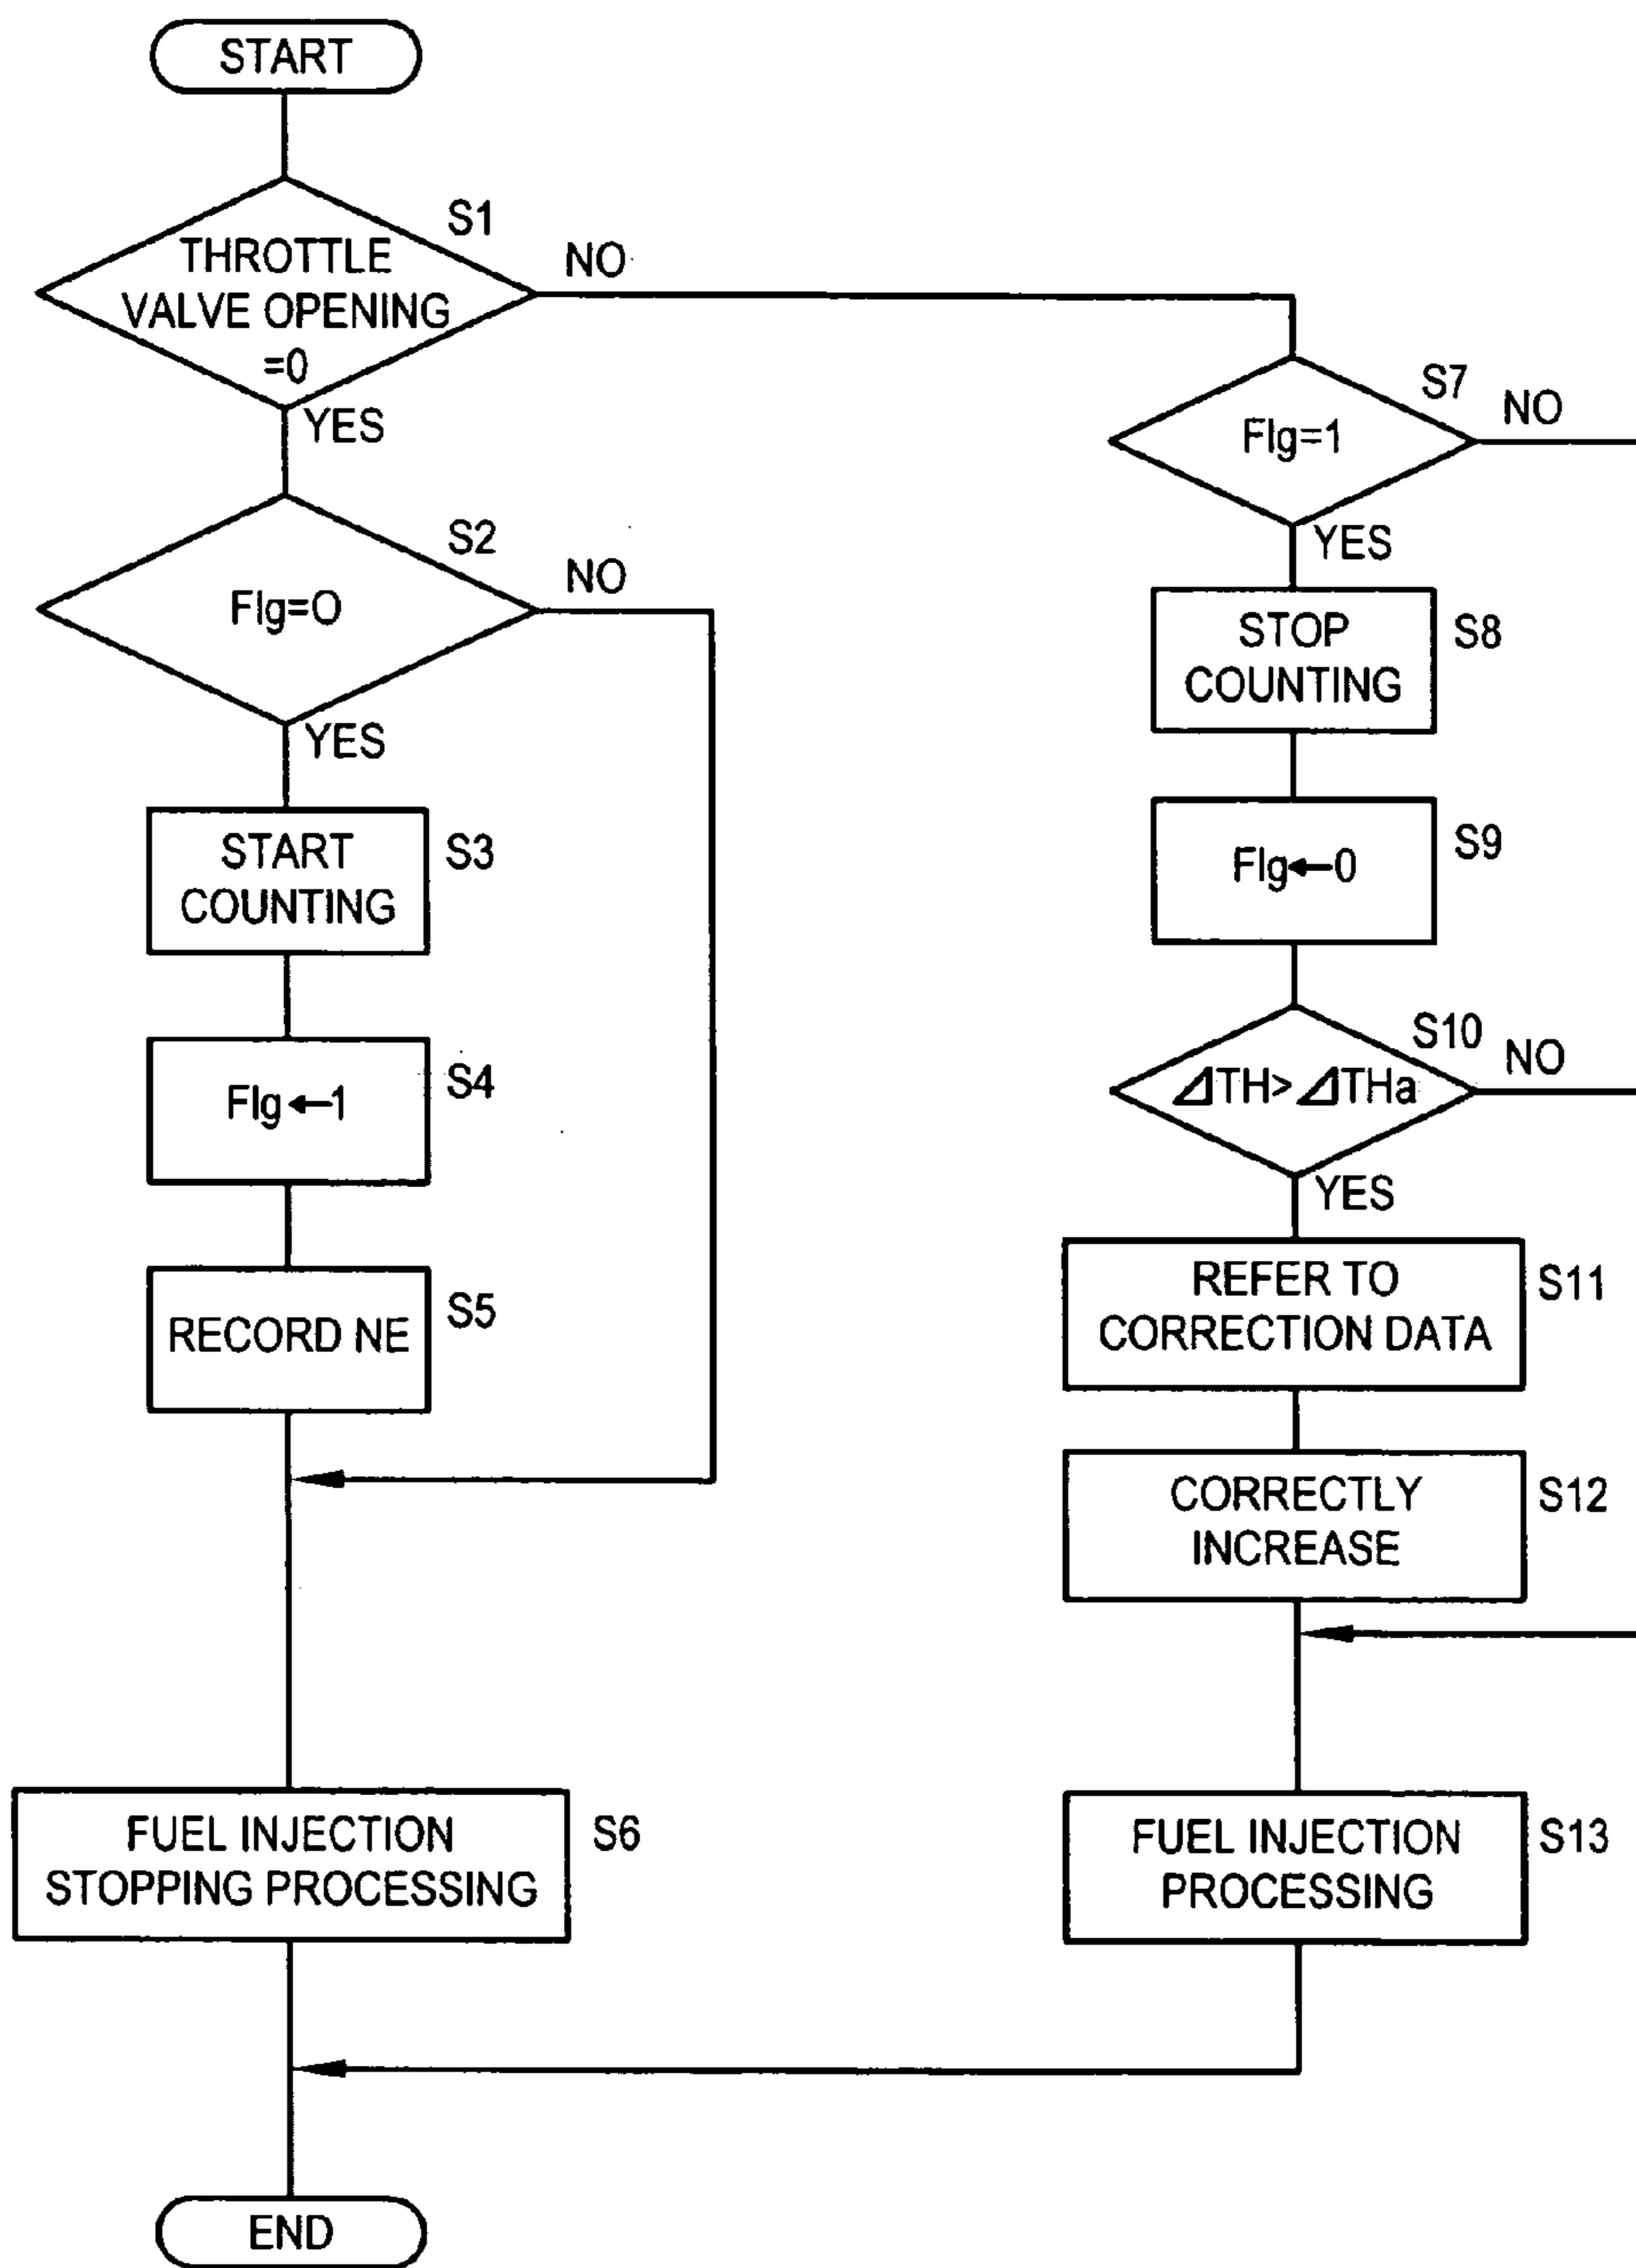 START
S1
THROTTLE
VALVE OPENING
=0
NO
YES
S2
Flg=O
NO
YES
START
COUNTING
S3
Flg←1
S4
RECORD NE
S5
FUEL INJECTION
STOPPING PROCESSING
S6
S7
Flg=1
NO
YES
STOP
COUNTING
S8
Flg←0
S9
S10
⊿TH> ⊿THa
NO
YES
REFER TO
CORRECTION DATA
S11
CORRECTLY
INCREASE
S12
FUEL INJECTION
PROCESSING
S13
END